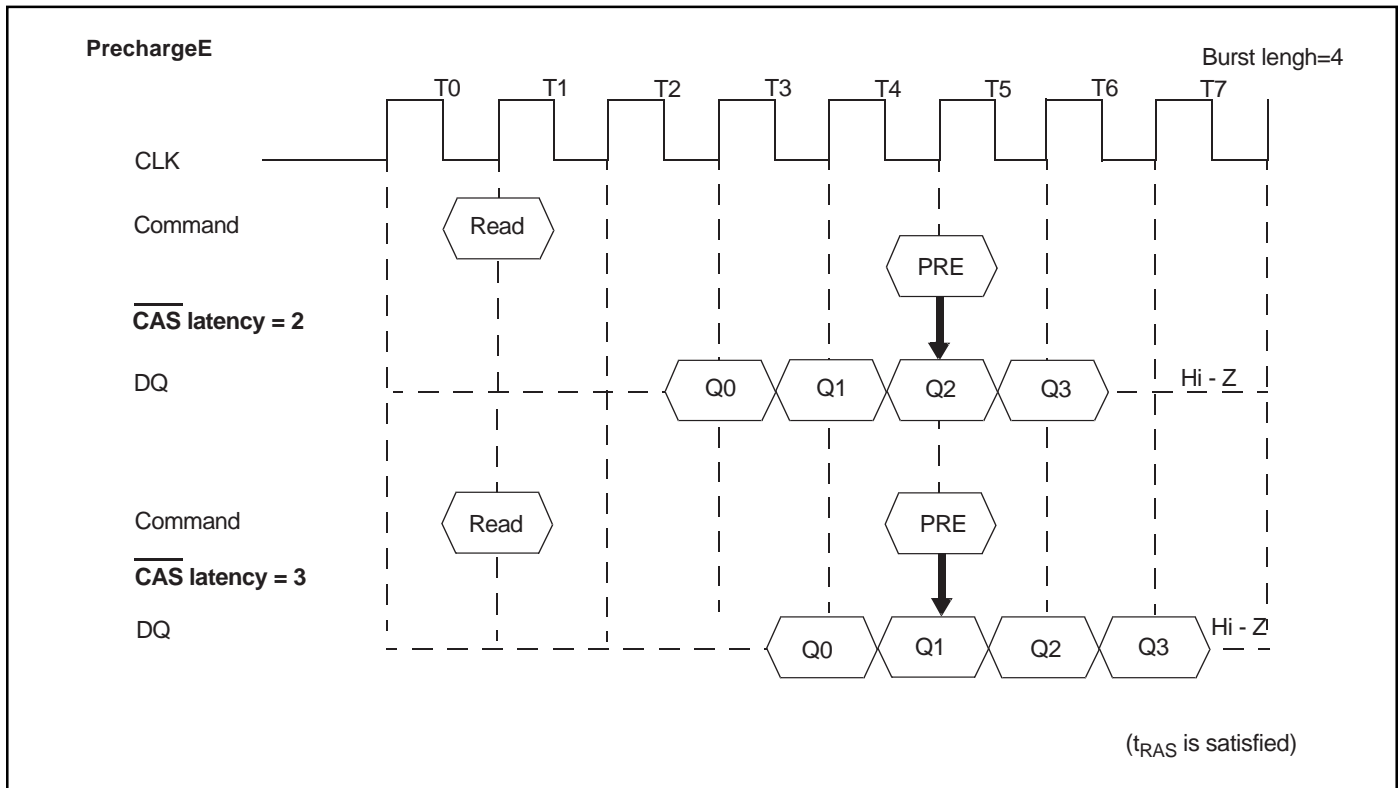 PrechargeE
Burst lengh=4
T0 T1 T2 T3 T4 T5 T6 T7
CLK
Command Read
PRE
CAS latency = 2
DQ Q0 Q1 Q2 Q3 Hi - Z
Command Read PRE
CAS latency = 3
DQ Q0 Q1 Q2 Q3 Hi - Z
(tRAS is satisfied)